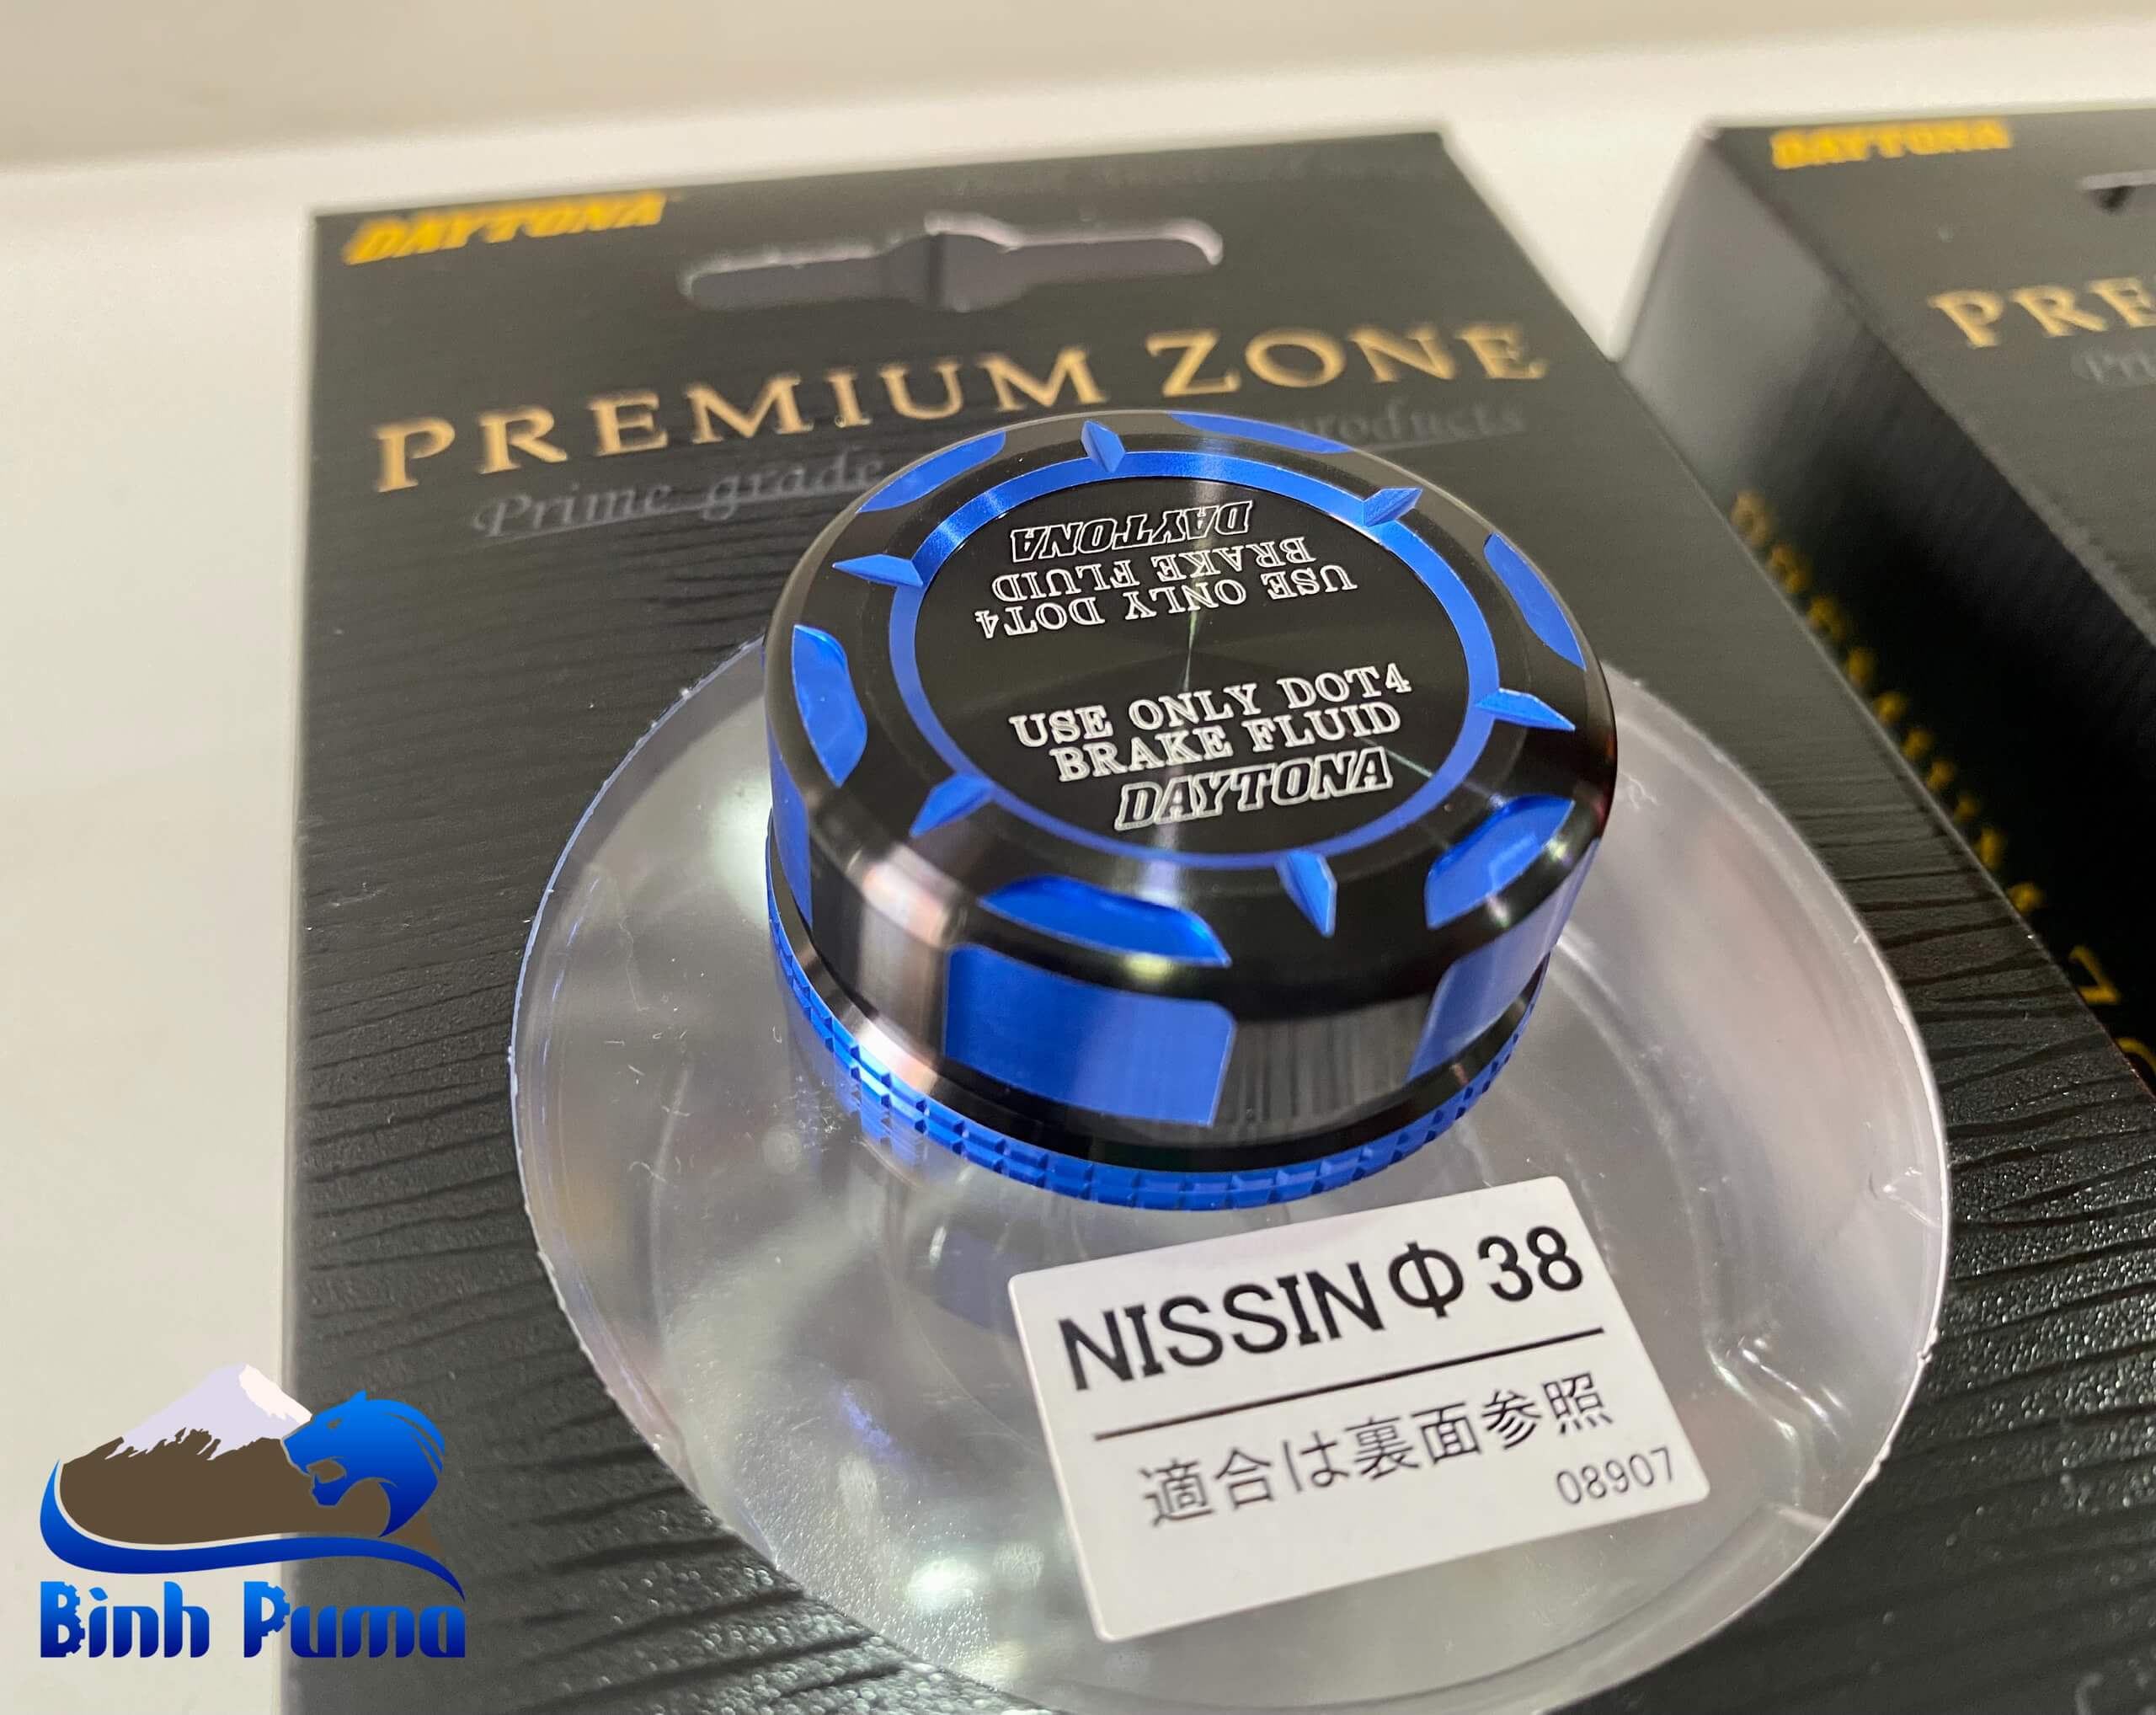 DAYTONA
DAYTONA
PREMIUM ZONE
PRE
Prime grade
products
DAYTONA
BRAKE FLUID
USE ONLY DOT4
USE ONLY DOT4
BRAKE FLUID
DAYTONA
NISSIN Φ 38
適合は裏面参照
08907
Bình Puma